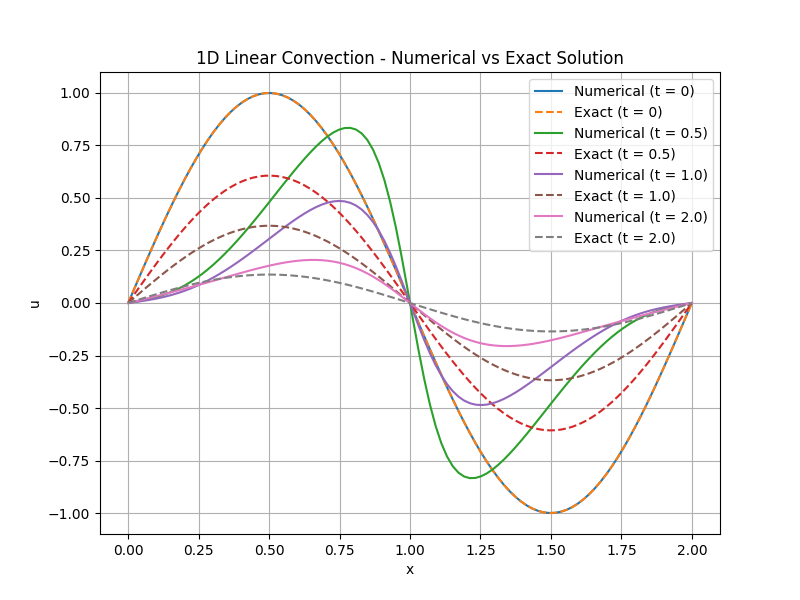 1D Linear Convection - Numerical vs Exact Solution
Numerical (t = 0)
Exact (t = 0)
Numerical (t = 0.5)
Exact (t = 0.5)
Numerical (t = 1.0)
Exact (t = 1.0)
Numerical (t = 2.0)
Exact (t = 2.0)
1.00
0.75
0.50
0.25
0.00
−0.25
−0.50
−0.75
−1.00
u
0.00 0.25 0.50 0.75 1.00 1.25 1.50 1.75 2.00
x